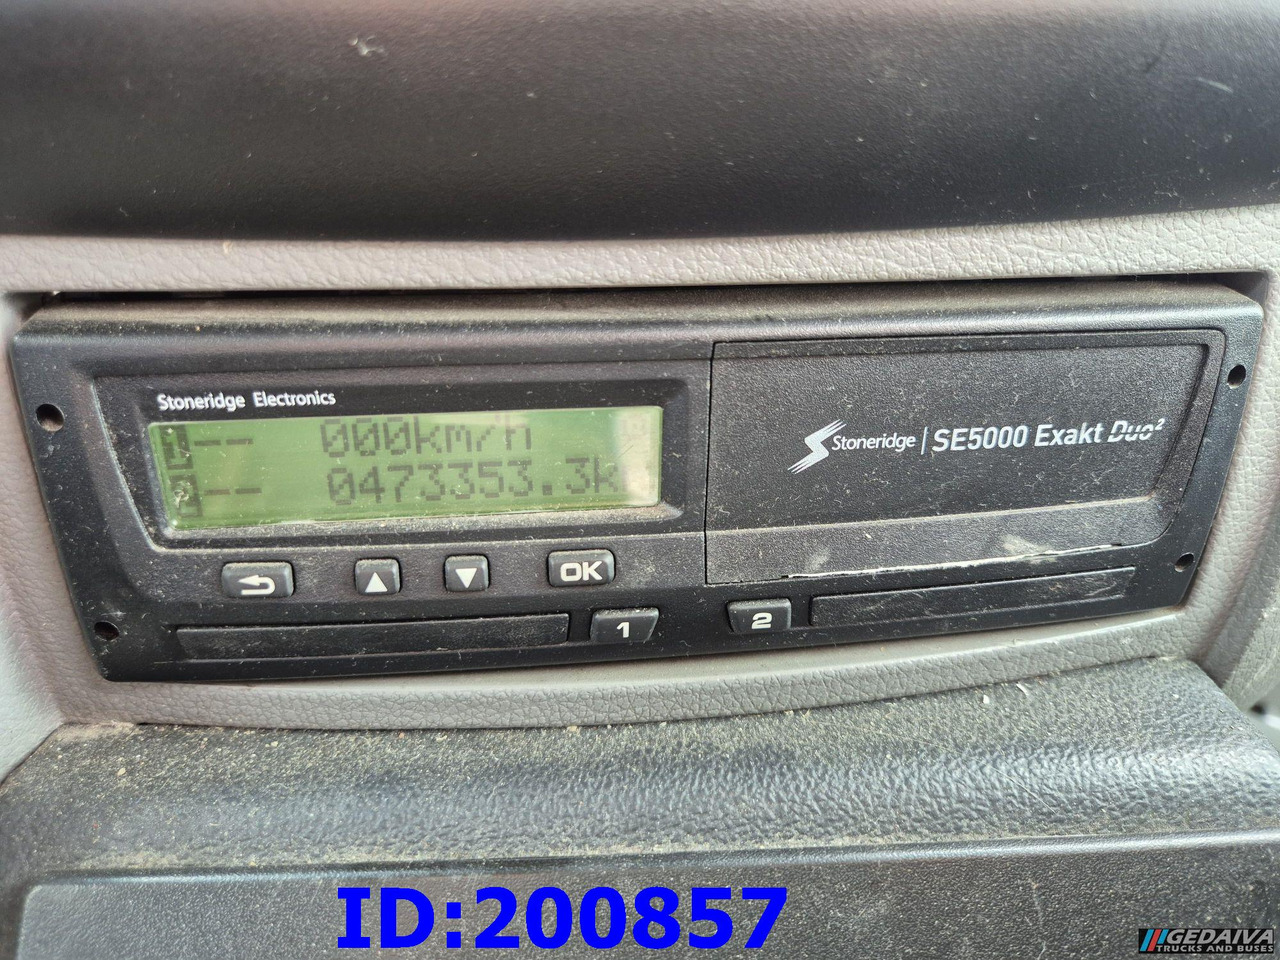 Stoneridge Electronics
-- 000km/h
-- 0473353.3k
Stoneridge | SE5000 Exakt Duo²
OK
1 2
ID:200857
GEDAIVA
TRUCKS AND BUSES